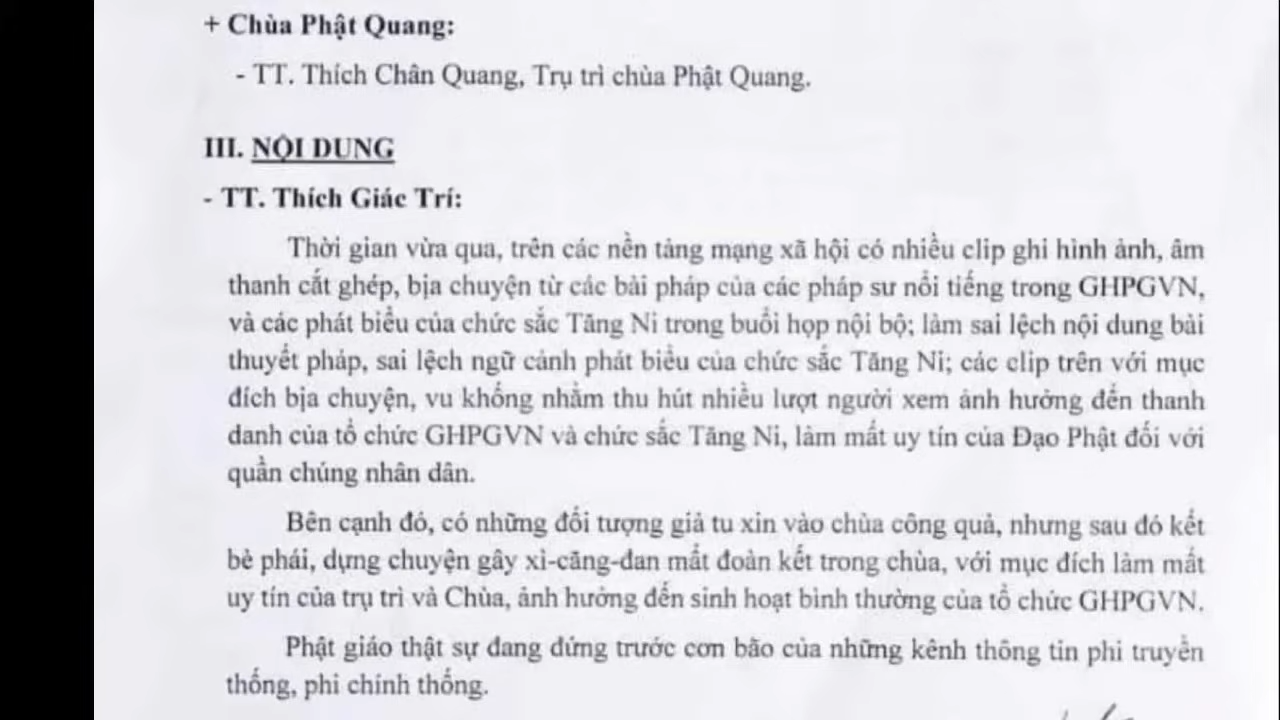 + Chùa Phật Quang:
- TT. Thích Chân Quang, Trụ trì chùa Phật Quang.
III. NỘI DUNG
- TT. Thích Giác Trí:
Thời gian vừa qua, trên các nền tảng mạng xã hội có nhiều clip ghi hình ảnh, âm
thanh cắt ghép, bịa chuyện từ các bài pháp của các pháp sư nổi tiếng trong GHPGVN,
và các phát biểu của chức sắc Tăng Ni trong buổi họp nội bộ; làm sai lệch nội dung bài
thuyết pháp, sai lệch ngữ cảnh phát biểu của chức sắc Tăng Ni; các clip trên với mục
đích bịa chuyện, vu khống nhằm thu hút nhiều lượt người xem ảnh hưởng đến thanh
danh của tổ chức GHPGVN và chức sắc Tăng Ni, làm mất uy tín của Đạo Phật đối với
quần chúng nhân dân.
Bên cạnh đó, có những đối tượng giả tu xin vào chùa công quả, nhưng sau đó kết
bè phái, dựng chuyện gây xì-căng-đan mất đoàn kết trong chùa, với mục đích làm mất
uy tín của trụ trì và Chùa, ảnh hưởng đến sinh hoạt bình thường của tổ chức GHPGVN.
Phật giáo thật sự đang đứng trước cơn bão của những kênh thông tin phi truyền
thống, phi chính thống.